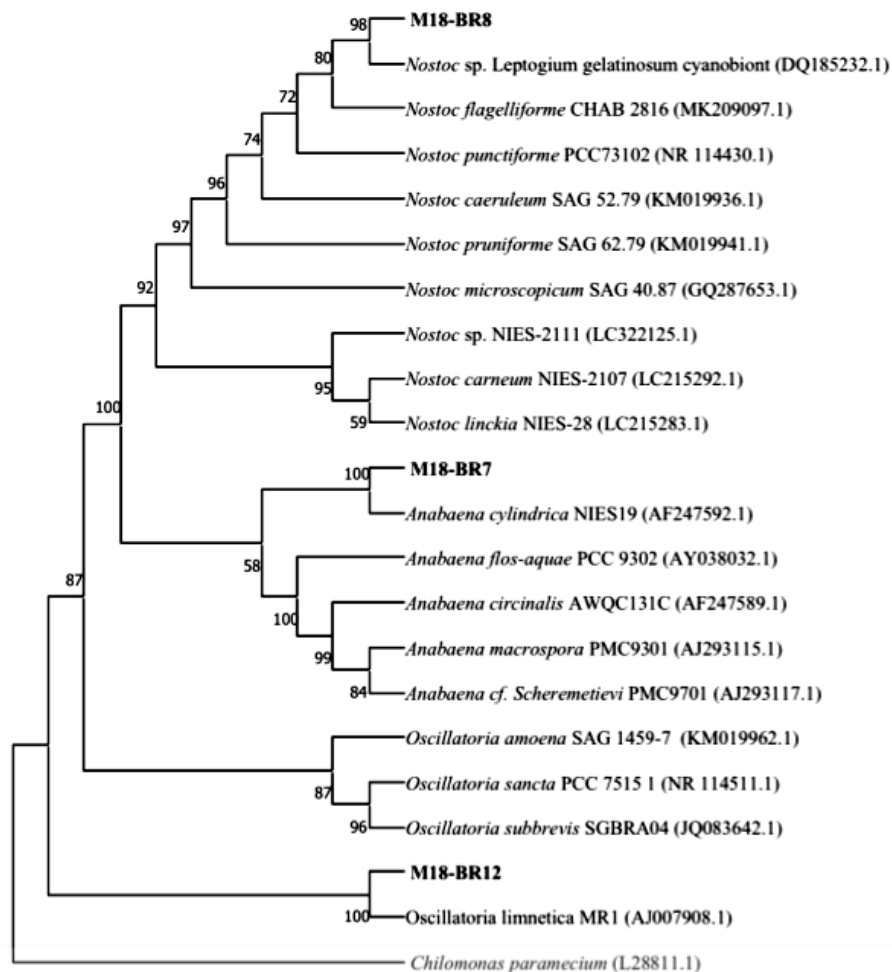 98
M18-BR8
80
Nostoc sp. Leptogium gelatinosum cyanobiont (DQ185232.1)
72
Nostoc flagelliforme CHAB 2816 (MK209097.1)
74
Nostoc punctiforme PCC73102 (NR 114430.1)
96
Nostoc caeruleum SAG 52.79 (KM019936.1)
97
Nostoc pruniforme SAG 62.79 (KM019941.1)
92
Nostoc microscopicum SAG 40.87 (GQ287653.1)
Nostoc sp. NIES-2111 (LC322125.1)
95
Nostoc carneum NIES-2107 (LC215292.1)
100
59
Nostoc linckia NIES-28 (LC215283.1)
100
M18-BR7
Anabaena cylindrica NIES19 (AF247592.1)
58
Anabaena flos-aquae PCC 9302 (AY038032.1)
87
100
Anabaena circinalis AWQC131C (AF247589.1)
99
Anabaena macrospora PMC9301 (AJ293115.1)
84
Anabaena cf. Scheremetievi PMC9701 (AJ293117.1)
Oscillatoria amoena SAG 1459-7 (KM019962.1)
87
Oscillatoria sancta PCC 7515 1 (NR 114511.1)
96
Oscillatoria subbrevis SGBRA04 (JQ083642.1)
M18-BR12
100
Oscillatoria limnetica MR1 (AJ007908.1)
Chilomonas paramecium (L28811.1)